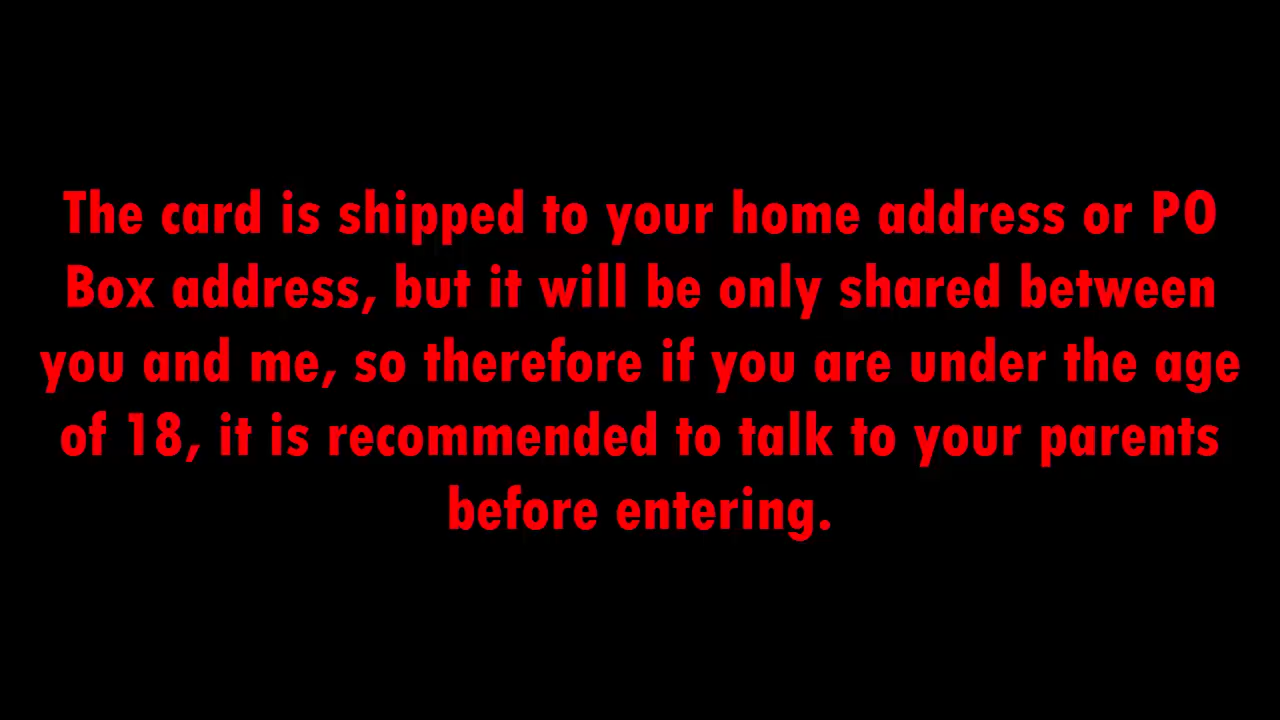 The card is shipped to your home address or PO
Box address, but it will be only shared between
you and me, so therefore if you are under the age
of 18, it is recommended to talk to your parents
before entering.